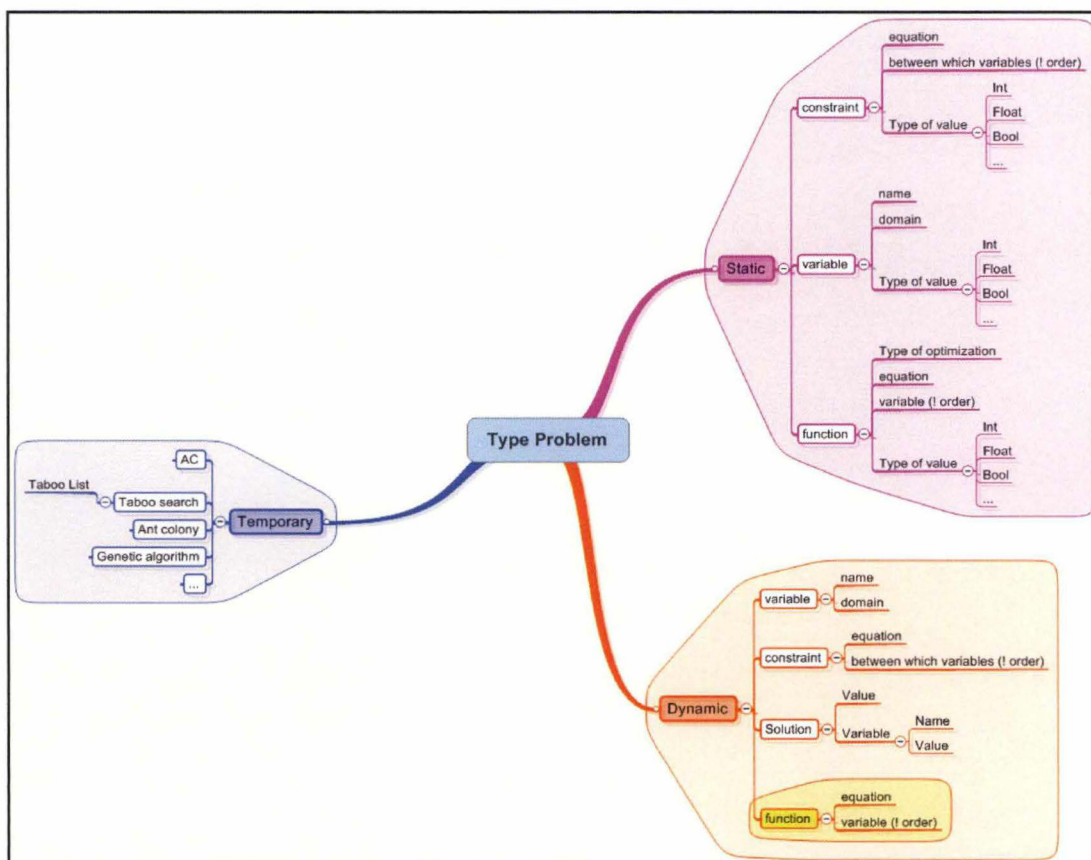 Type Problem
Static
constraint
equation
between which variables (! order)
Type of value
Int
Float
Bool
...
variable
name
domain
Type of value
Int
Float
Bool
...
function
Type of optimization
equation
variable (! order)
Type of value
Int
Float
Bool
...
Dynamic
variable
name
domain
constraint
equation
between which variables (! order)
Solution
Value
Variable
Name
Value
function
equation
variable (! order)
Temporary
AC
Taboo search
Taboo List
Ant colony
Genetic algorithm
...